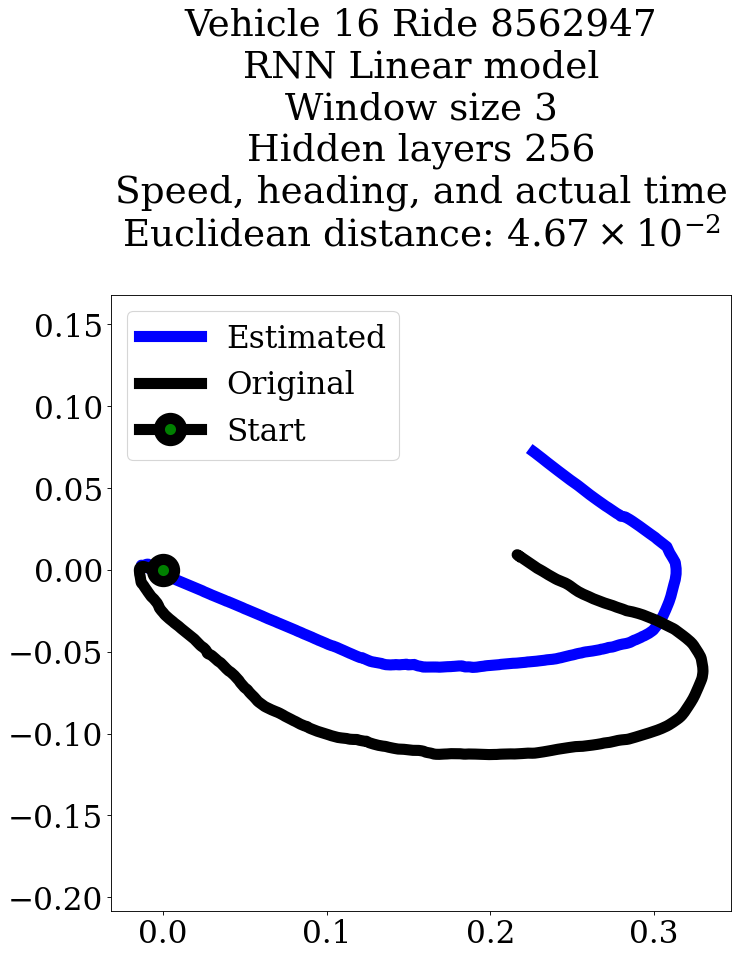 Vehicle 16 Ride 8562947
RNN Linear model
Window size 3
Hidden layers 256
Speed, heading, and actual time
Euclidean distance: 4.67 × 10⁻²
Estimated
Original
Start
0.15
0.10
0.05
0.00
−0.05
−0.10
−0.15
−0.20
0.0 0.1 0.2 0.3